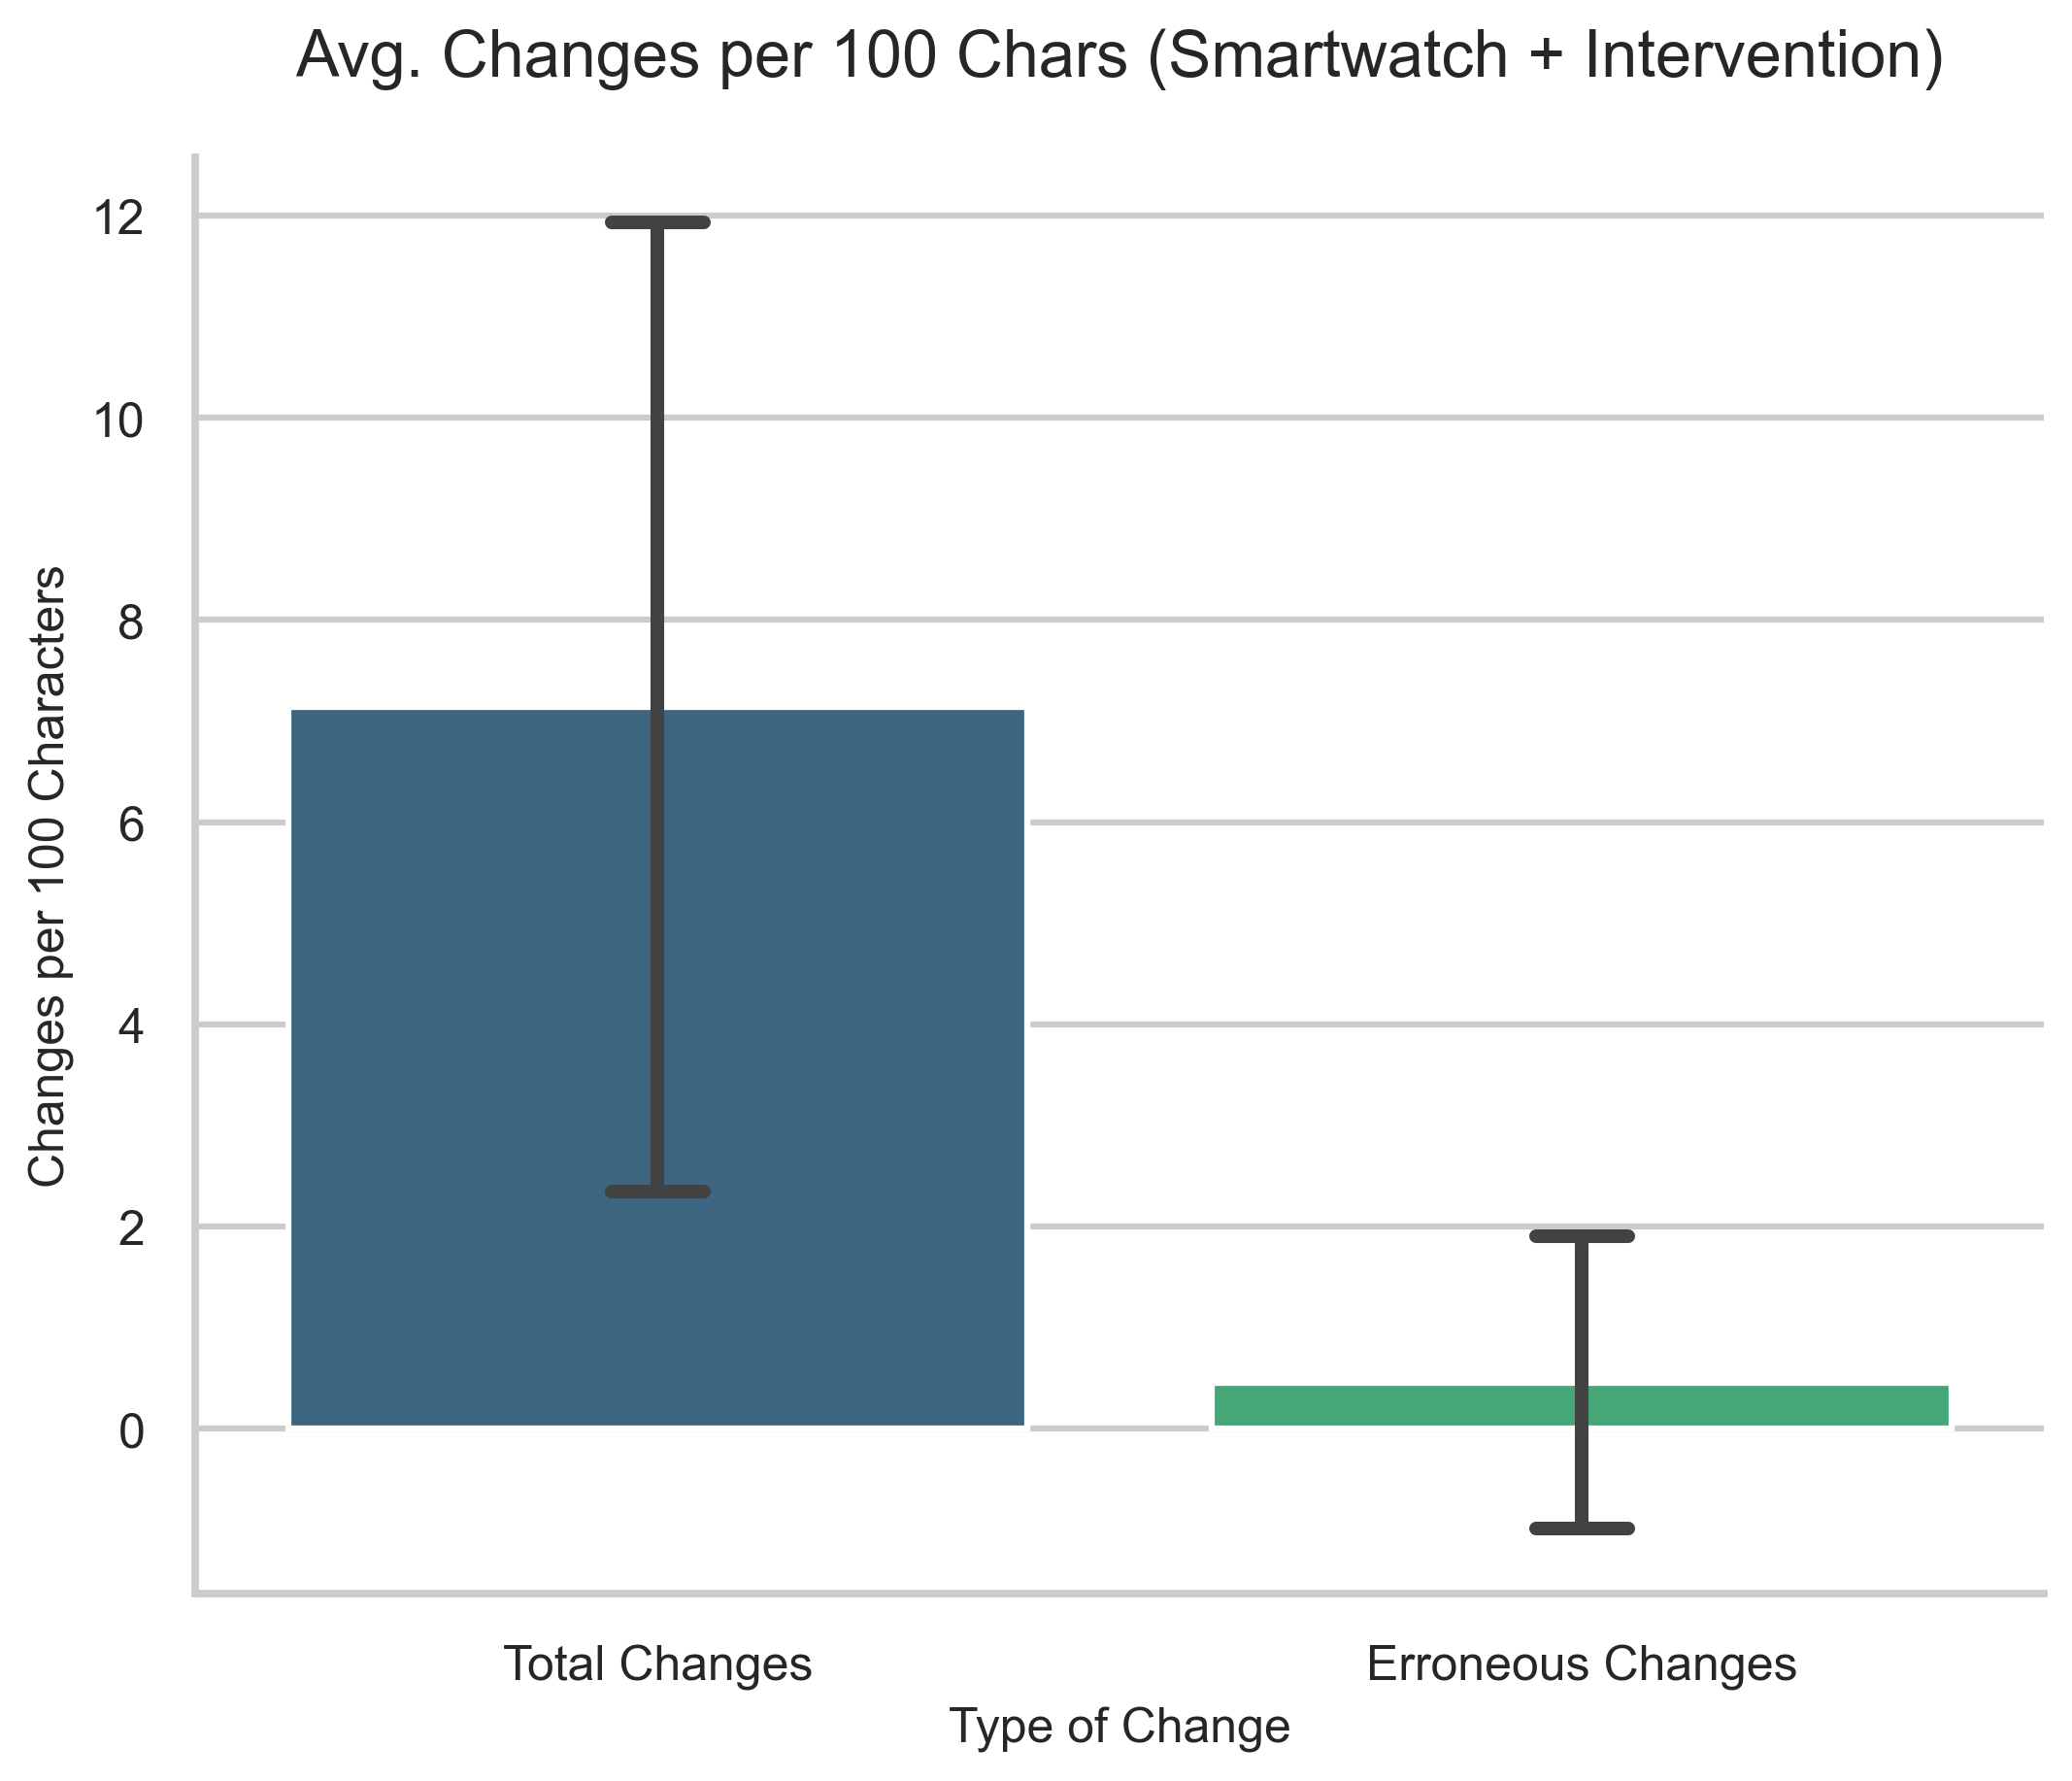 Avg. Changes per 100 Chars (Smartwatch + Intervention)
Changes per 100 Characters
12
10
8
6
4
2
0
Total Changes
Erroneous Changes
Type of Change